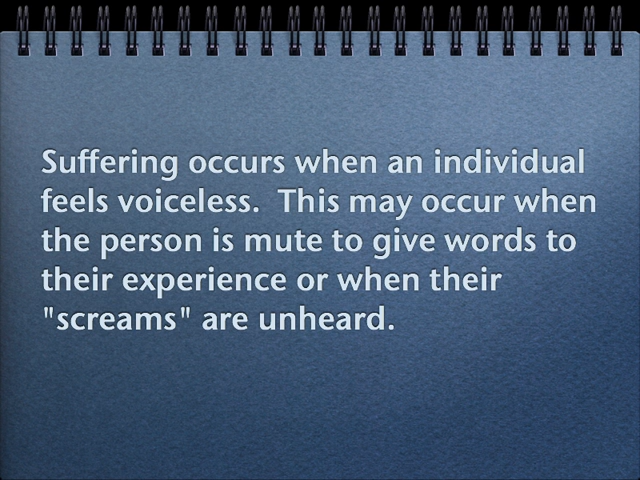 Suffering occurs when an individual
feels voiceless.  This may occur when
the person is mute to give words to
their experience or when their
"screams" are unheard.